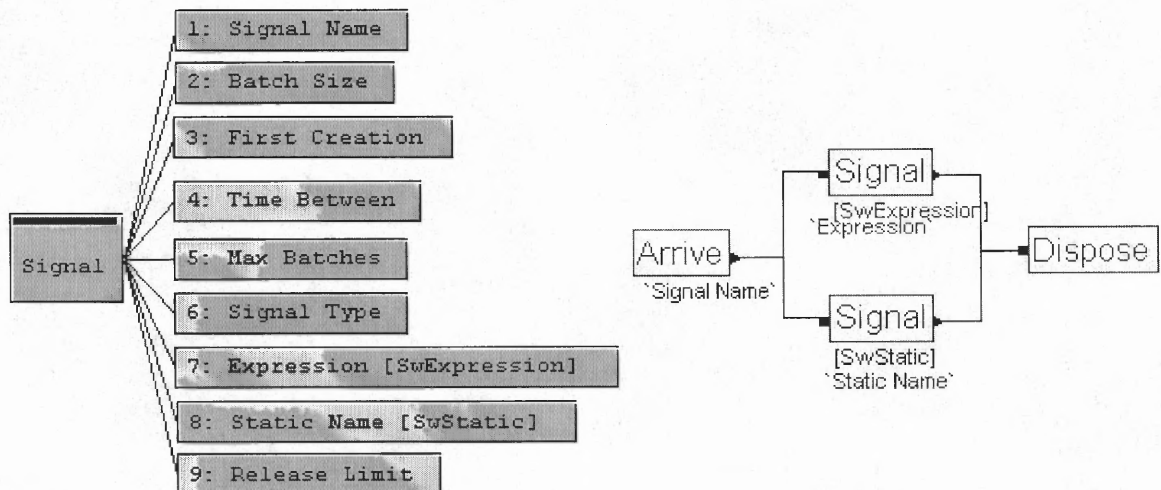 1: Signal Name
2: Batch Size
3: First Creation
4: Time Between
5: Max Batches
6: Signal Type
7: Expression [SwExpression]
8: Static Name [SwStatic]
9: Release Limit
Signal
Arrive
`Signal Name`
Signal
[SwExpression]
`Expression`
Signal
[SwStatic]
`Static Name`
Dispose